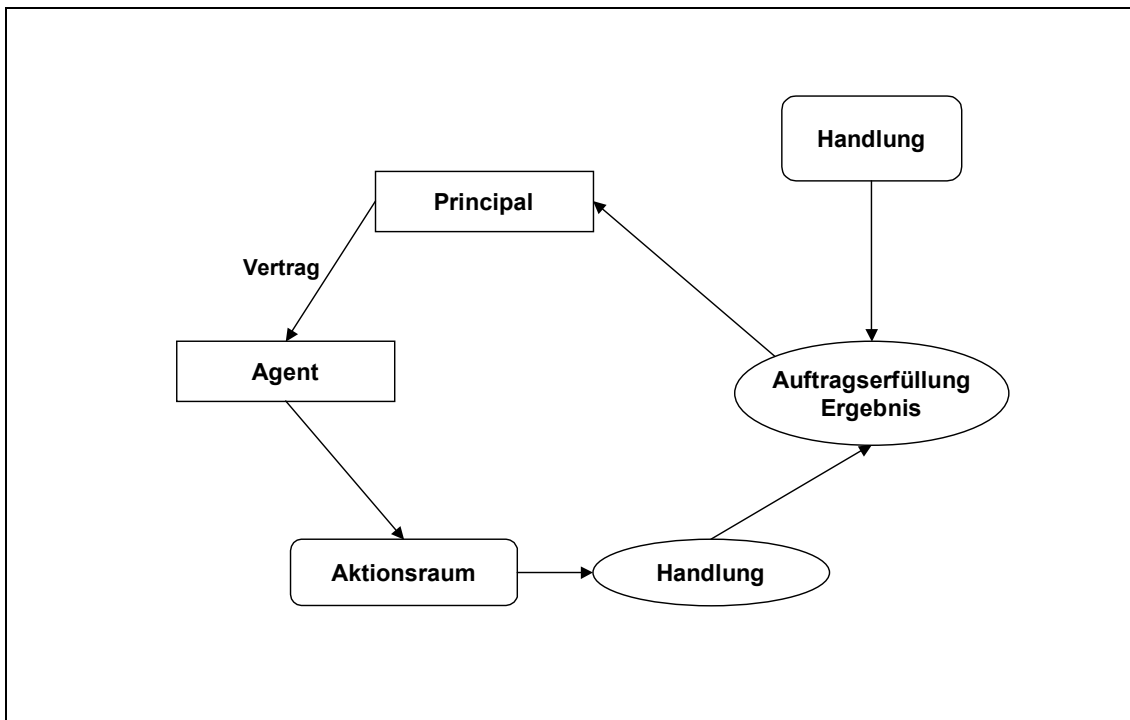 Handlung
Principal
Vertrag
Agent
Auftragserfüllung
Ergebnis
Aktionsraum
Handlung